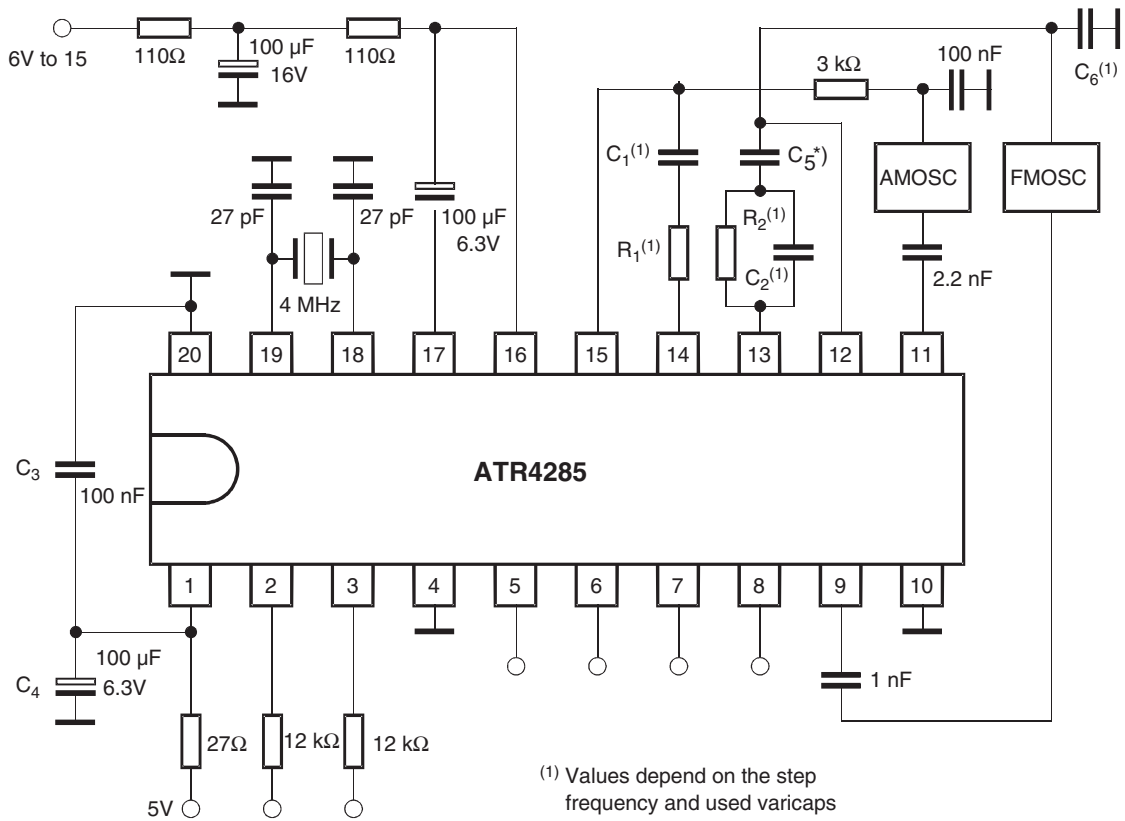 6V to 15
110Ω
100 µF
16V
110Ω
3 kΩ
100 nF
C6(1)
C1(1)
C5*)
AMOSC
FMOSC
27 pF
27 pF
100 µF
6.3V
R1(1)
R2(1)
C2(1)
2.2 nF
4 MHz
20
19
18
17
16
15
14
13
12
11
C3
100 nF
ATR4285
1
2
3
4
5
6
7
8
9
10
100 µF
6.3V
C4
1 nF
27Ω
12 kΩ
12 kΩ
5V
(1) Values depend on the step
frequency and used varicaps